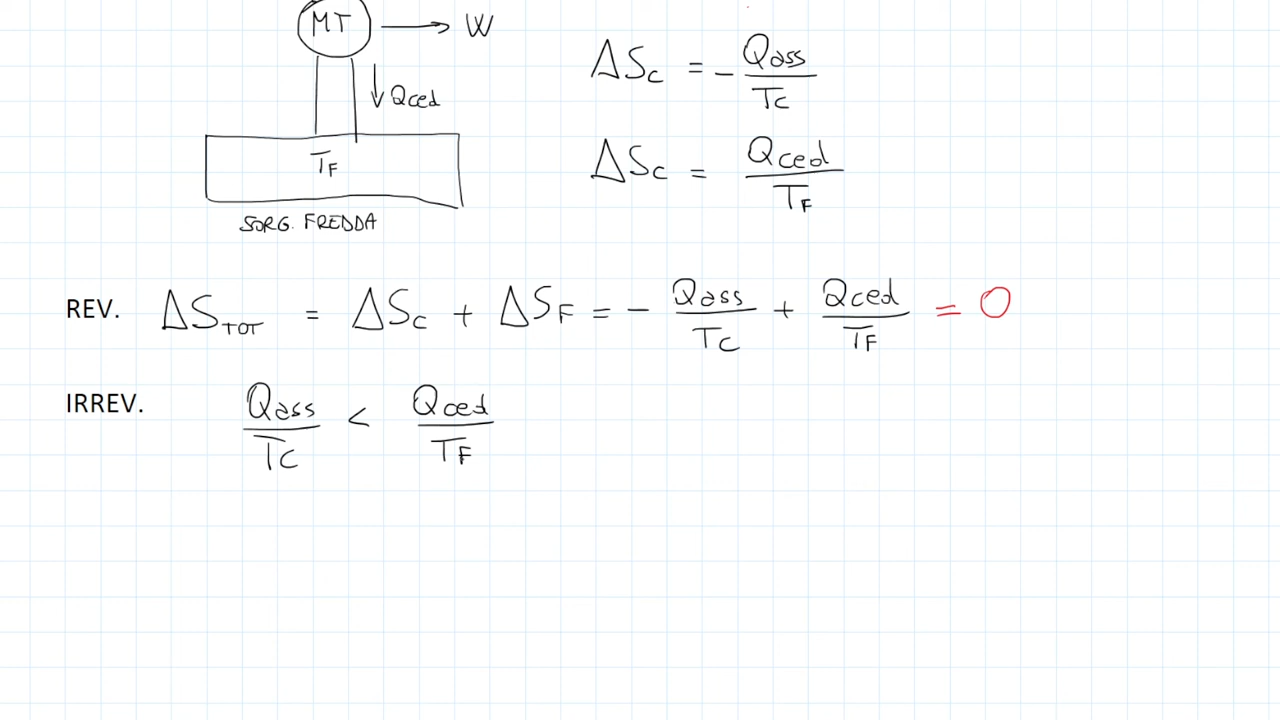 MT → W
ΔSc = - Qass/Tc
Qced
ΔSc = Qced/TF
TF
SORG. FREDDA
REV. ΔSTOT = ΔSc + ΔSF = - Qass/Tc + Qced/TF = 0
IRREV. Qass/Tc < Qced/TF